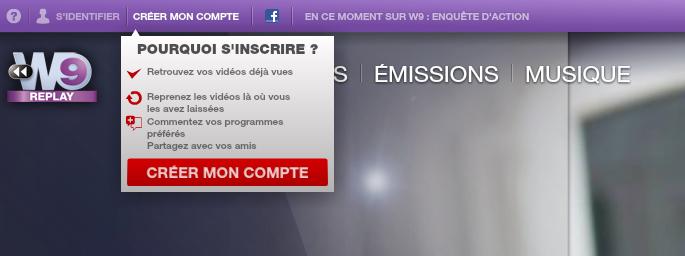 ?
S'IDENTIFIER
CRÉER MON COMPTE
f
EN CE MOMENT SUR W9 : ENQUÊTE D'ACTION
W9
REPLAY
POURQUOI S'INSCRIRE ?
Retrouvez vos vidéos déjà vues
Reprenez les vidéos là où vous
les avez laissées
Commentez vos programmes
préférés
Partagez avec vos amis
CRÉER MON COMPTE
S
ÉMISSIONS
MUSIQUE